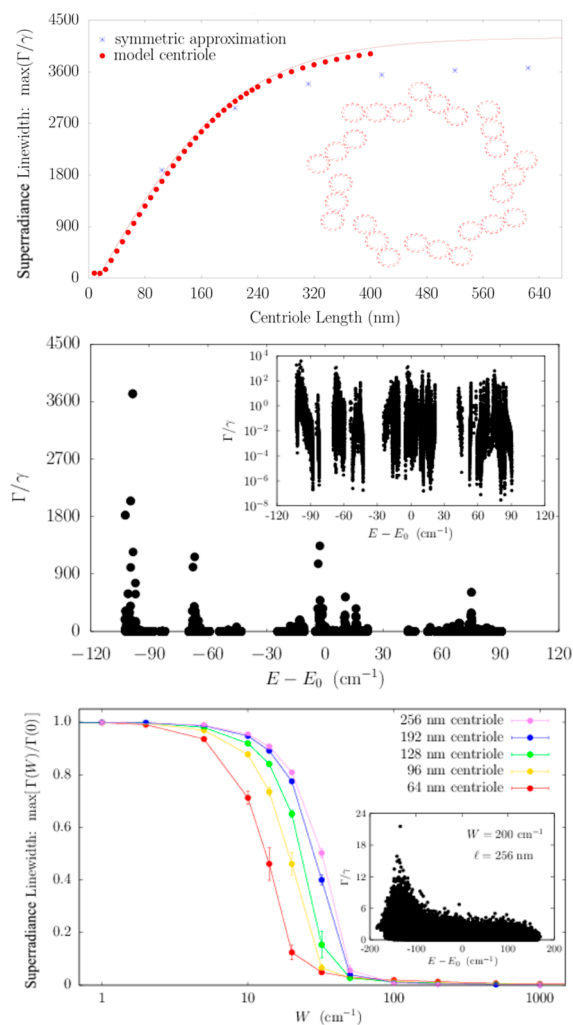 4500
3600
2700
1800
900
0
Superradiance Linewidth: max(Γ/γ)
symmetric approximation
model centriole
0 80 160 240 320 400 480 560 640
Centriole Length (nm)
4500
3600
2700
1800
900
0
Γ/γ
−120 −90 −60 −30 0 30 60 90 120
E − E₀ (cm⁻¹)
10⁴
10²
10⁰
10⁻²
10⁻⁴
10⁻⁶
10⁻⁸
Γ/γ
-120 -90 -60 -30 0 30 60 90 120
E − E₀ (cm⁻¹)
1.0
0.8
0.6
0.4
0.2
0
Superradiance Linewidth: max[Γ(W)/Γ(0)]
256 nm centriole
192 nm centriole
128 nm centriole
96 nm centriole
64 nm centriole
1 10 100 1000
W (cm⁻¹)
24
18
12
6
0
Γ/γ
W = 200 cm⁻¹
ℓ = 256 nm
-200 -100 0 100 200
E − E₀ (cm⁻¹)